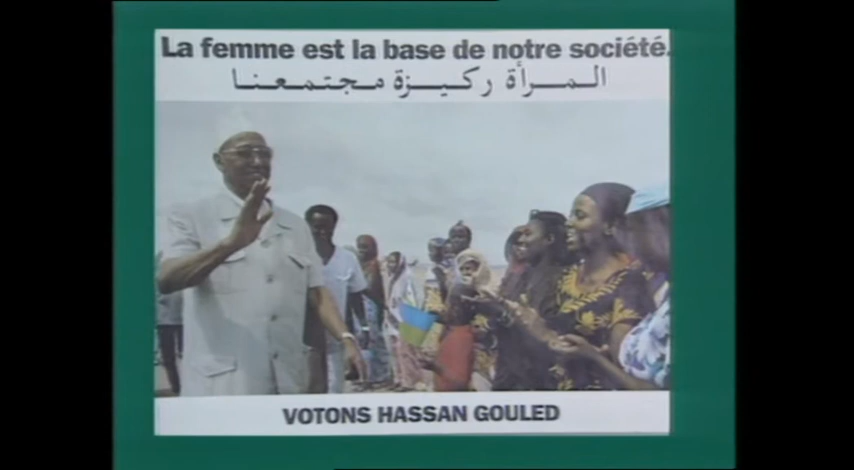 La femme est la base de notre société.
المرأة ركيزة مجتمعنا
VOTONS HASSAN GOULED